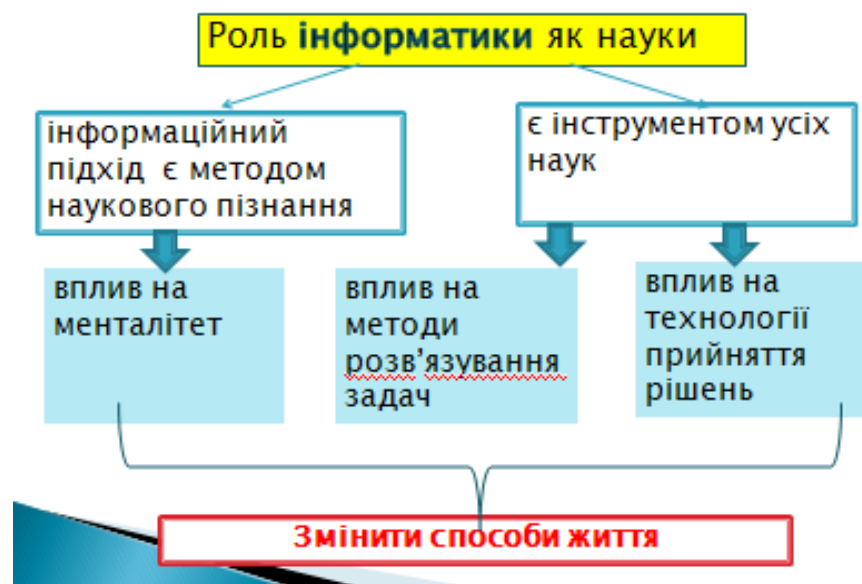 Роль інформатики як науки
інформаційний
підхід є методом
наукового пізнання
є інструментом усіх
наук
вплив на
менталітет
вплив на
методи
розв’язування
задач
вплив на
технології
прийняття
рішень
Змінити способи життя